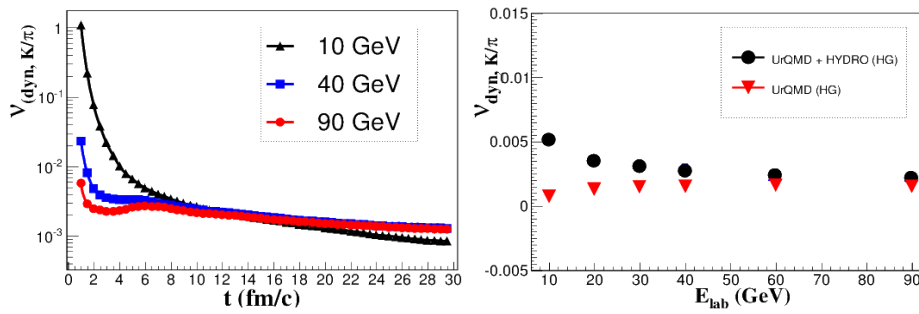 ν(dyn, K/π)
1
10⁻¹
10⁻²
10⁻³
10 GeV
40 GeV
90 GeV
0 2 4 6 8 10 12 14 16 18 20 22 24 26 28 30
t (fm/c)
νdyn, K/π
0.015
0.01
0.005
0
-0.005
UrQMD + HYDRO (HG)
UrQMD (HG)
10 20 30 40 50 60 70 80 90
Elab (GeV)